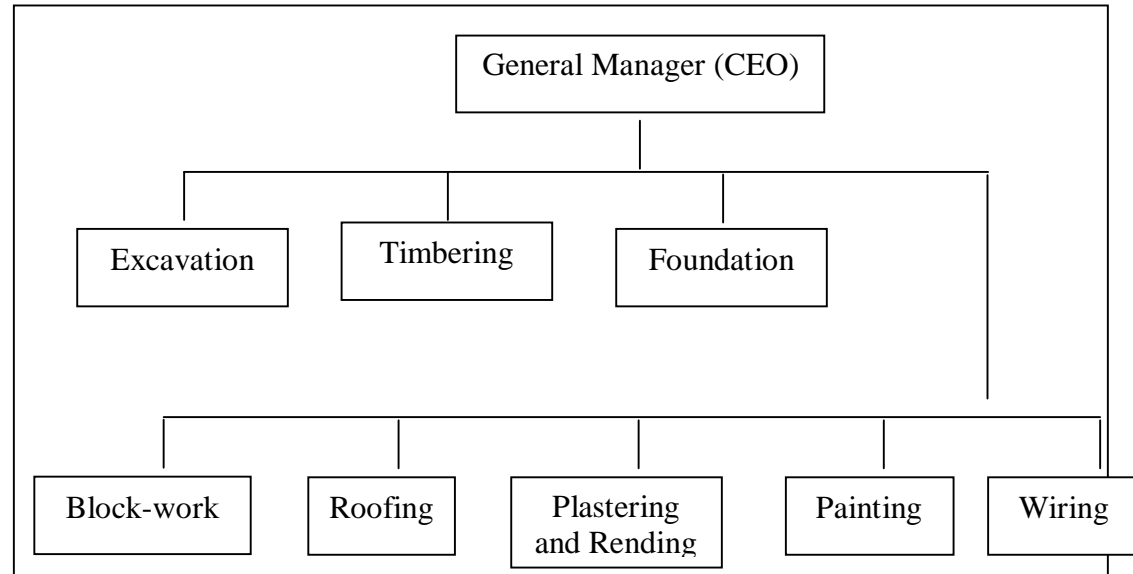 General Manager (CEO)
Excavation
Timbering
Foundation
Block-work
Roofing
Plastering
and Rending
Painting
Wiring